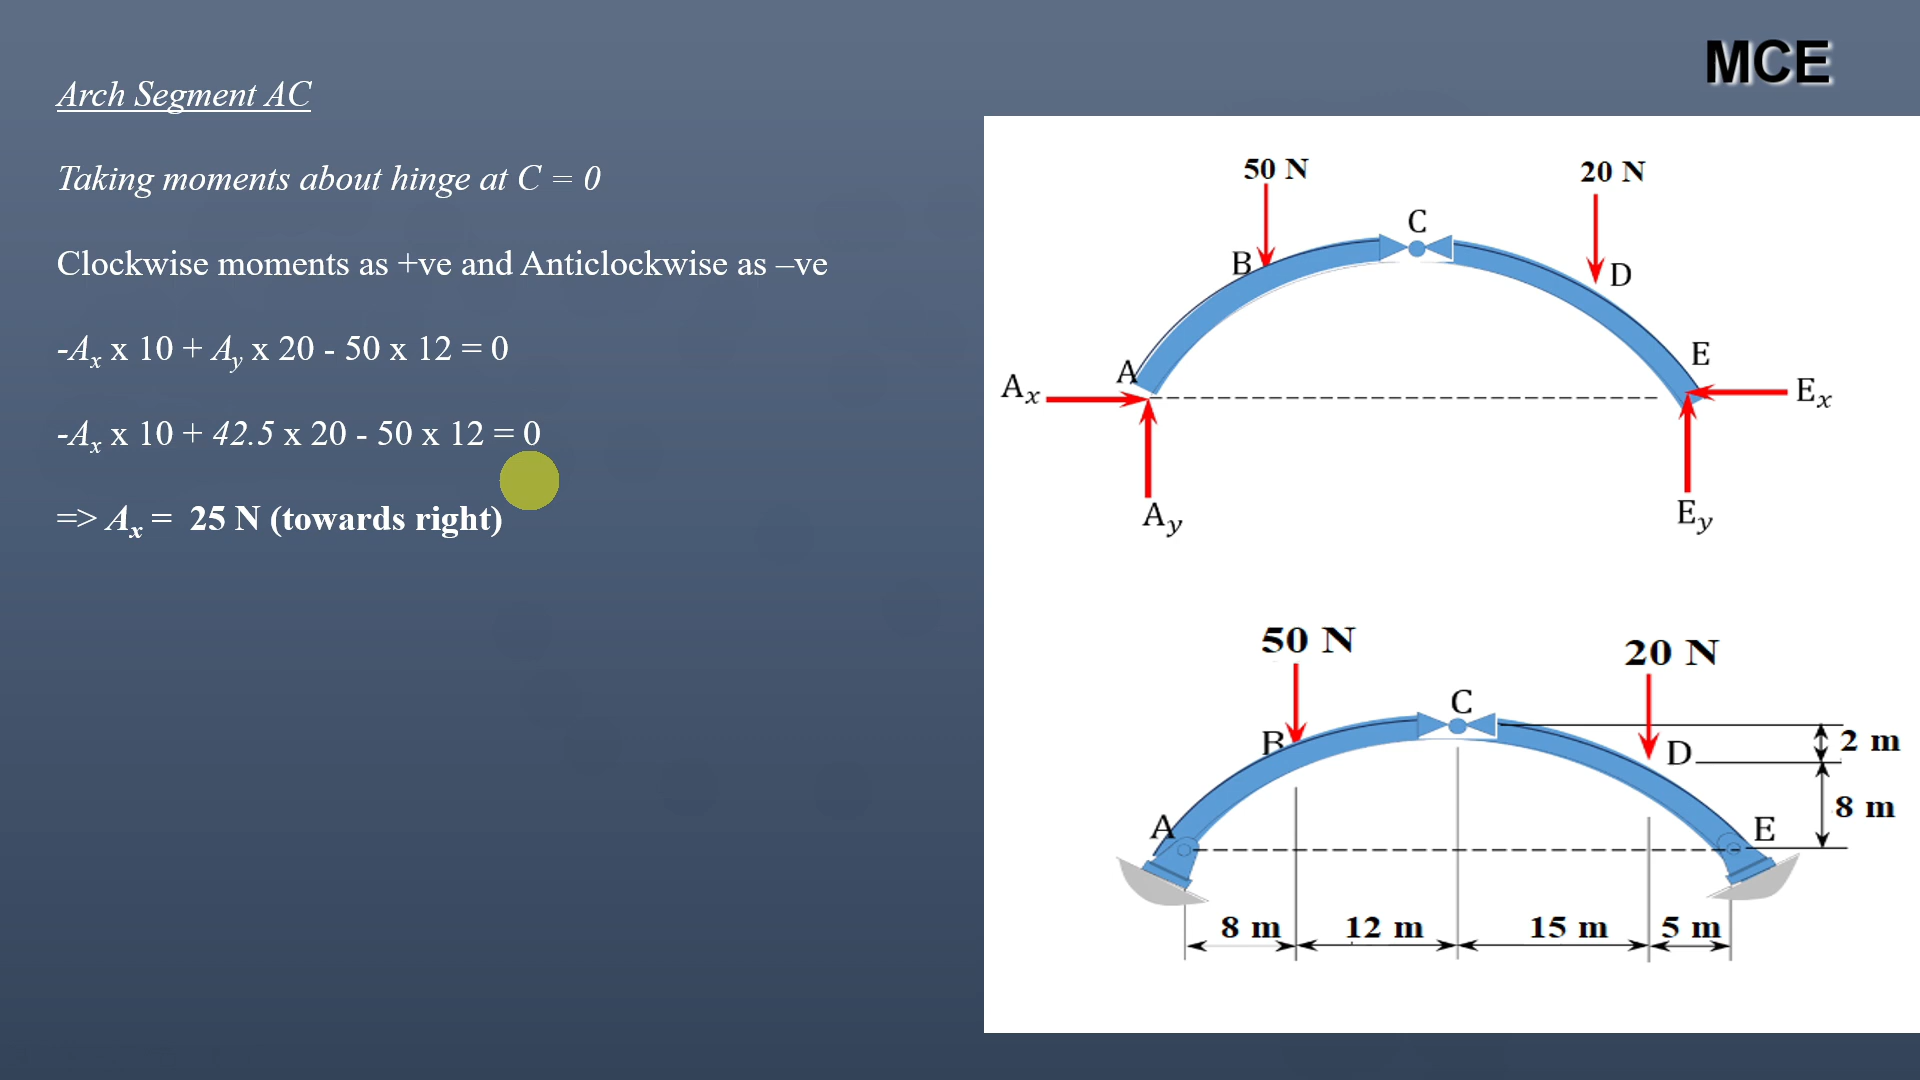 MCE
Arch Segment AC
Taking moments about hinge at C = 0
Clockwise moments as +ve and Anticlockwise as –ve
-Ax x 10 + Ay x 20 - 50 x 12 = 0
-Ax x 10 + 42.5 x 20 - 50 x 12 = 0
=> Ax = 25 N (towards right)
50 N
20 N
C
B
D
E
A
Ax
Ex
Ay
Ey
50 N
20 N
C
B
D
2 m
8 m
A
E
8 m
12 m
15 m
5 m